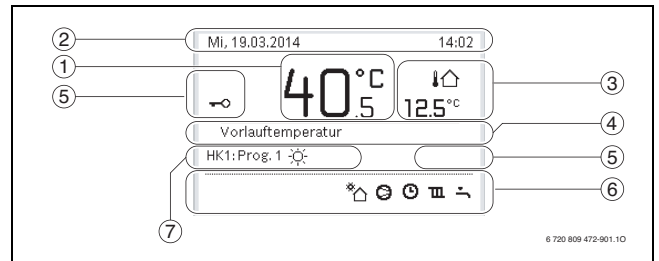 ② Mi, 19.03.2014 14:02
① 40.5 °C
12.5 °C ③
⑤
Vorlauftemperatur ④
HK1: Prog. 1 ⑤
⑥
⑦
6 720 809 472-901.1O